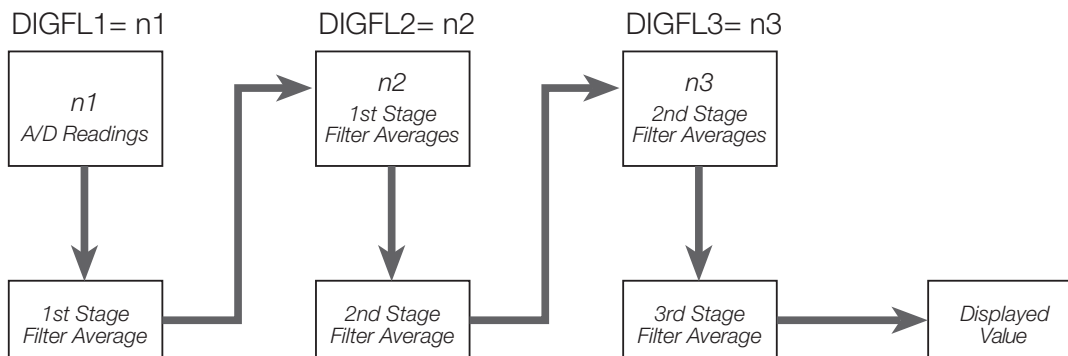 DIGFL1= n1
DIGFL2= n2
DIGFL3= n3
n1
A/D Readings
n2
1st Stage
Filter Averages
n3
2nd Stage
Filter Averages
1st Stage
Filter Average
2nd Stage
Filter Average
3rd Stage
Filter Average
Displayed
Value